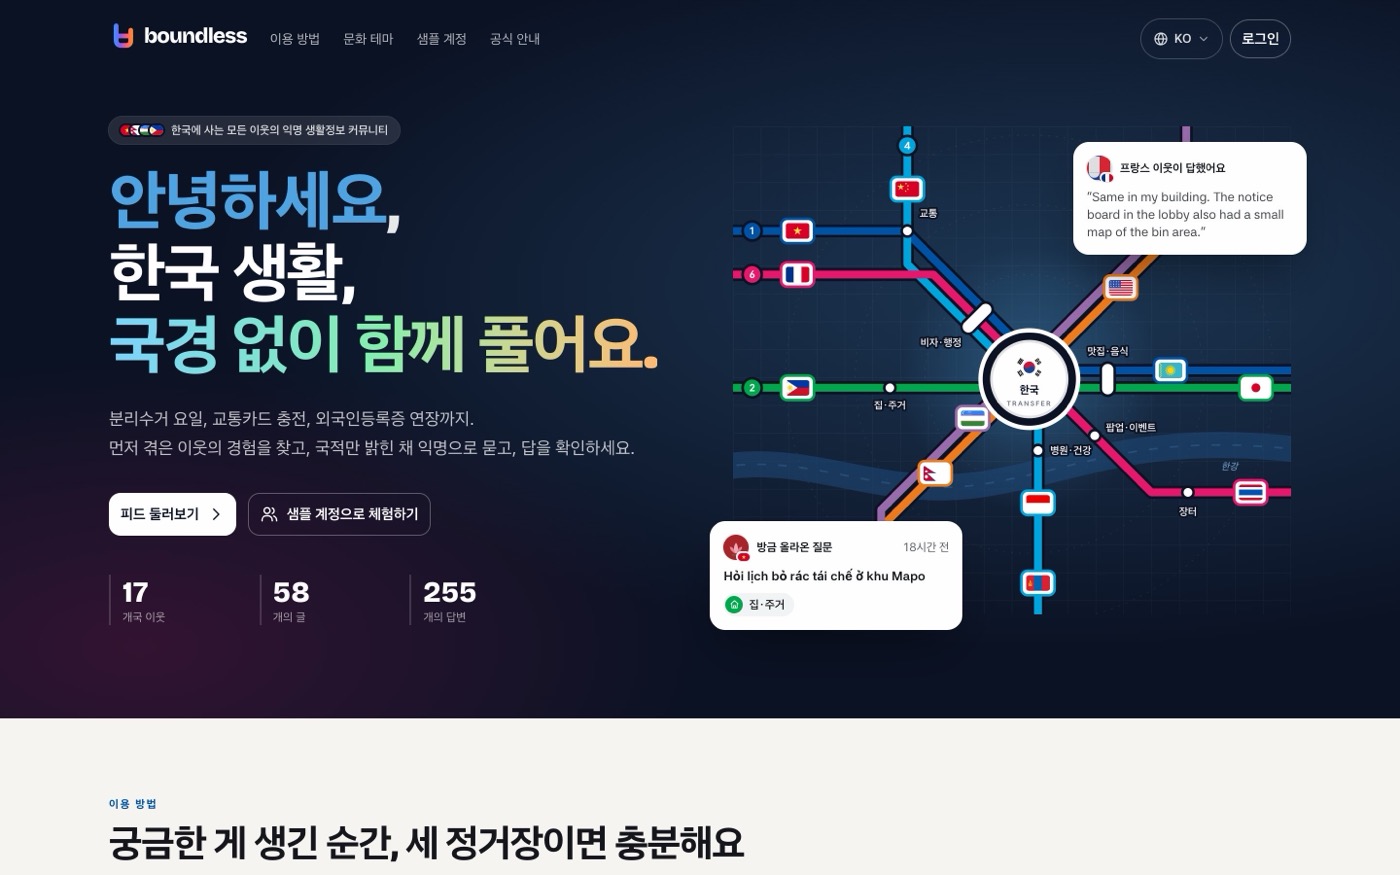 boundless
이용 방법
문화 테마
샘플 계정
공식 안내
KO
로그인
한국에 사는 모든 이웃의 익명 생활정보 커뮤니티
안녕하세요,
한국 생활,
국경 없이 함께 풀어요.
분리수거 요일, 교통카드 충전, 외국인등록증 연장까지.
먼저 겪은 이웃의 경험을 찾고, 국적만 밝힌 채 익명으로 묻고, 답을 확인하세요.
피드 둘러보기
샘플 계정으로 체험하기
17
개국 이웃
58
개의 글
255
개의 답변
4
교통
1
6
비자·행정
2
집·주거
한국
TRANSFER
맛집·음식
팝업·이벤트
병원·건강
한강
장터
프랑스 이웃이 답했어요
“Same in my building. The notice
board in the lobby also had a small
map of the bin area.”
방금 올라온 질문
18시간 전
Hỏi lịch bỏ rác tái chế ở khu Mapo
집·주거
이용 방법
궁금한 게 생긴 순간, 세 정거장이면 충분해요